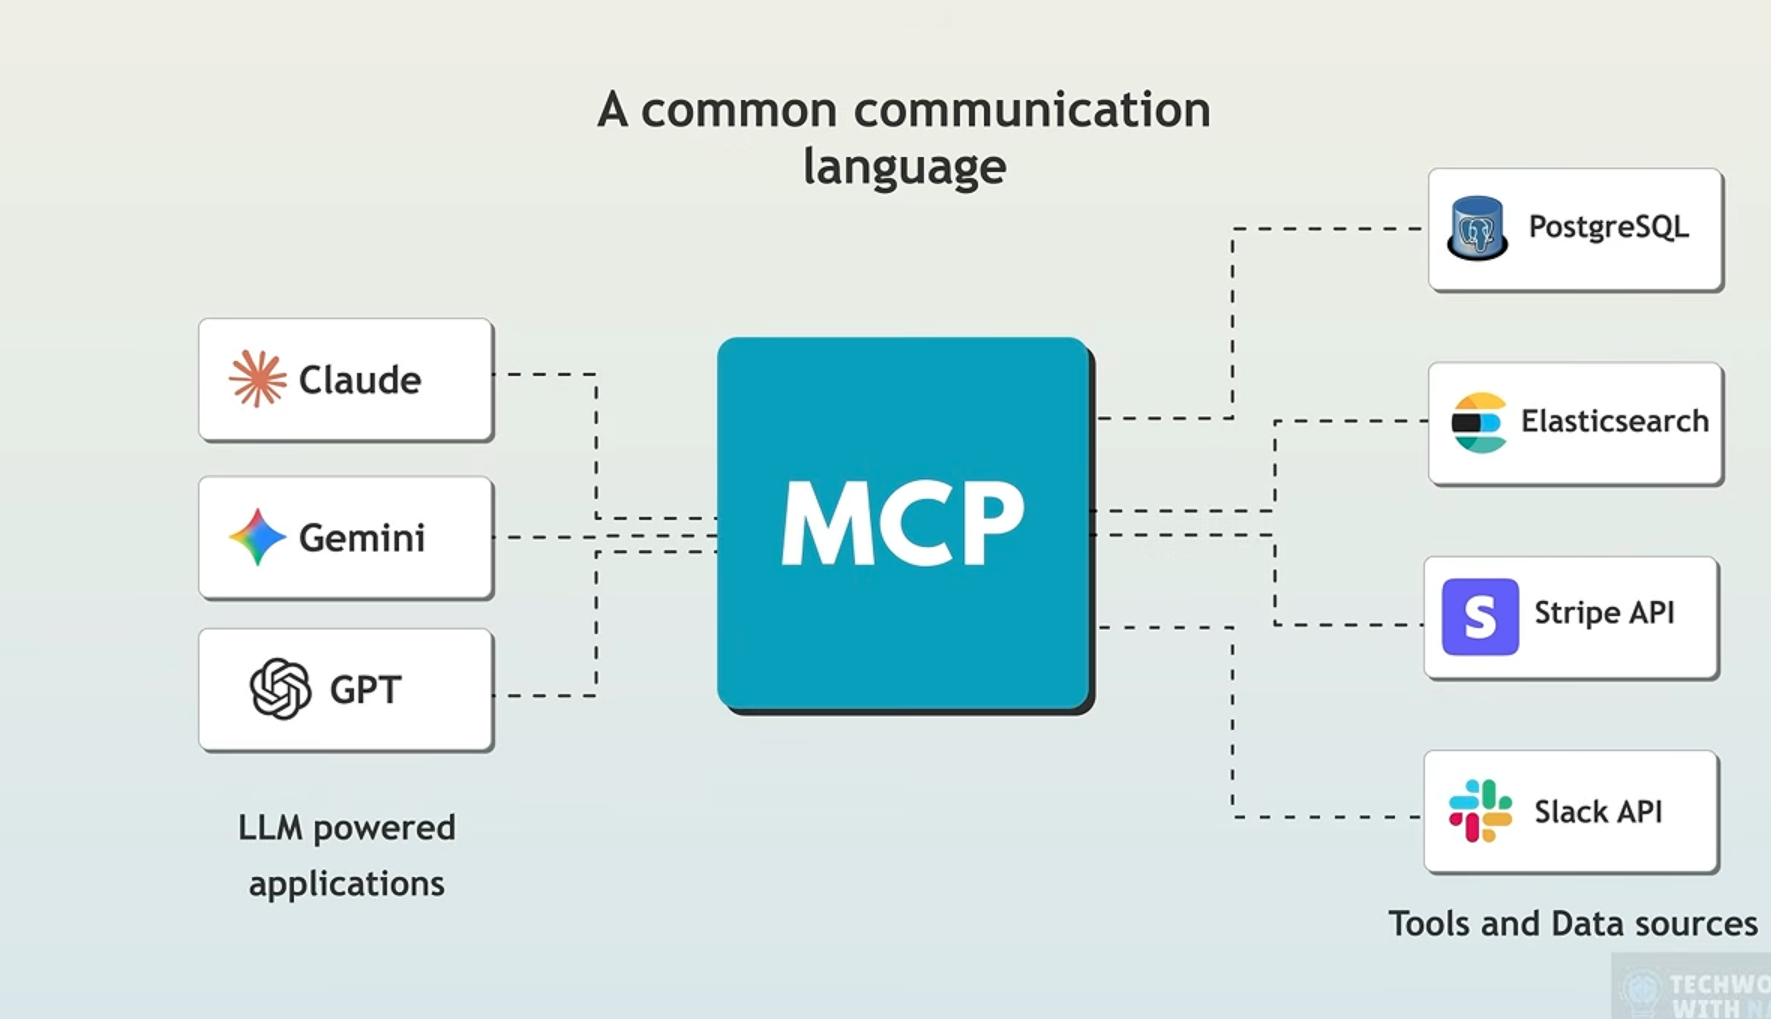 A common communication
language
Claude
Gemini
GPT
LLM powered
applications
MCP
PostgreSQL
Elasticsearch
Stripe API
Slack API
Tools and Data sources
WITH